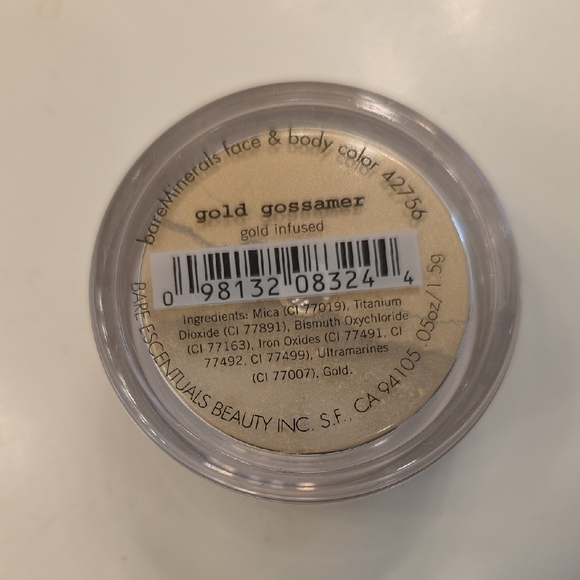 bareMinerals face & body color 42756
gold gossamer
gold infused
0 98132 08324 4
Ingredients: Mica (CI 77019), Titanium
Dioxide (CI 77891), Bismuth Oxychloride
(CI 77163), Iron Oxides (CI 77491, CI
77492, CI 77499), Ultramarines
(CI 77007), Gold.
BARE ESCENTUALS BEAUTY INC. S.F., CA 94105 .05oz/1.5g